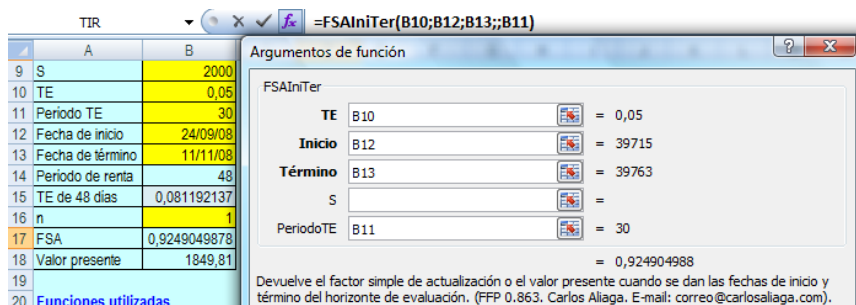 TIR =FSAIniTer(B10;B12;B13;;B11)
A B
9 S 2000
10 TE 0,05
11 Periodo TE 30
12 Fecha de inicio 24/09/08
13 Fecha de término 11/11/08
14 Periodo de renta 48
15 TE de 48 días 0,081192137
16 n 1
17 FSA 0,9249049878
18 Valor presente 1849,81
19
20 Funciones utilizadas
Argumentos de función
FSAIniTer
TE B10 = 0,05
Inicio B12 = 39715
Término B13 = 39763
S =
PeriodoTE B11 = 30
= 0,924904988
Devuelve el factor simple de actualización o el valor presente cuando se dan las fechas de inicio y
término del horizonte de evaluación. (FFP 0.863. Carlos Aliaga. E-mail: correo@carlosaliaga.com).